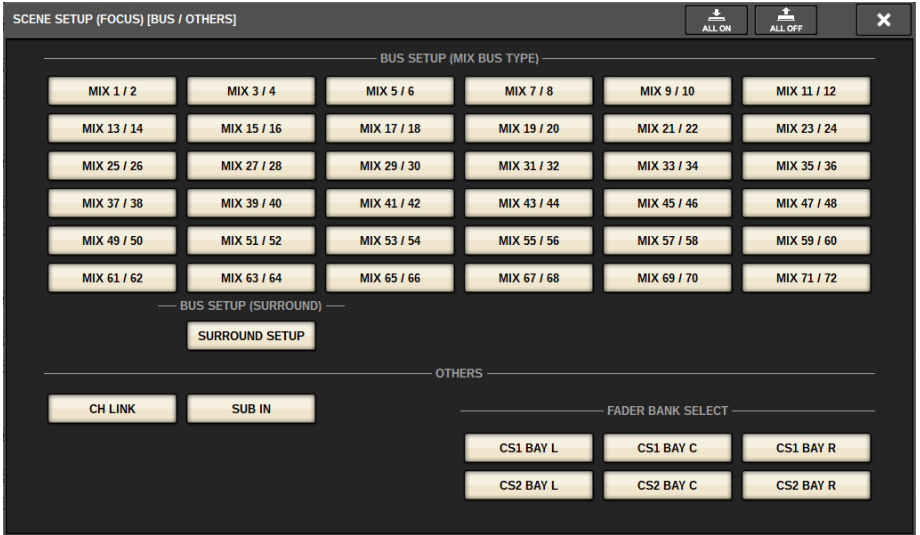 SCENE SETUP (FOCUS) [BUS / OTHERS]
ALL ON
ALL OFF
BUS SETUP (MIX BUS TYPE)
MIX 1 / 2 MIX 3 / 4 MIX 5 / 6 MIX 7 / 8 MIX 9 / 10 MIX 11 / 12
MIX 13 / 14 MIX 15 / 16 MIX 17 / 18 MIX 19 / 20 MIX 21 / 22 MIX 23 / 24
MIX 25 / 26 MIX 27 / 28 MIX 29 / 30 MIX 31 / 32 MIX 33 / 34 MIX 35 / 36
MIX 37 / 38 MIX 39 / 40 MIX 41 / 42 MIX 43 / 44 MIX 45 / 46 MIX 47 / 48
MIX 49 / 50 MIX 51 / 52 MIX 53 / 54 MIX 55 / 56 MIX 57 / 58 MIX 59 / 60
MIX 61 / 62 MIX 63 / 64 MIX 65 / 66 MIX 67 / 68 MIX 69 / 70 MIX 71 / 72
BUS SETUP (SURROUND)
SURROUND SETUP
OTHERS
CH LINK SUB IN
FADER BANK SELECT
CS1 BAY L CS1 BAY C CS1 BAY R
CS2 BAY L CS2 BAY C CS2 BAY R